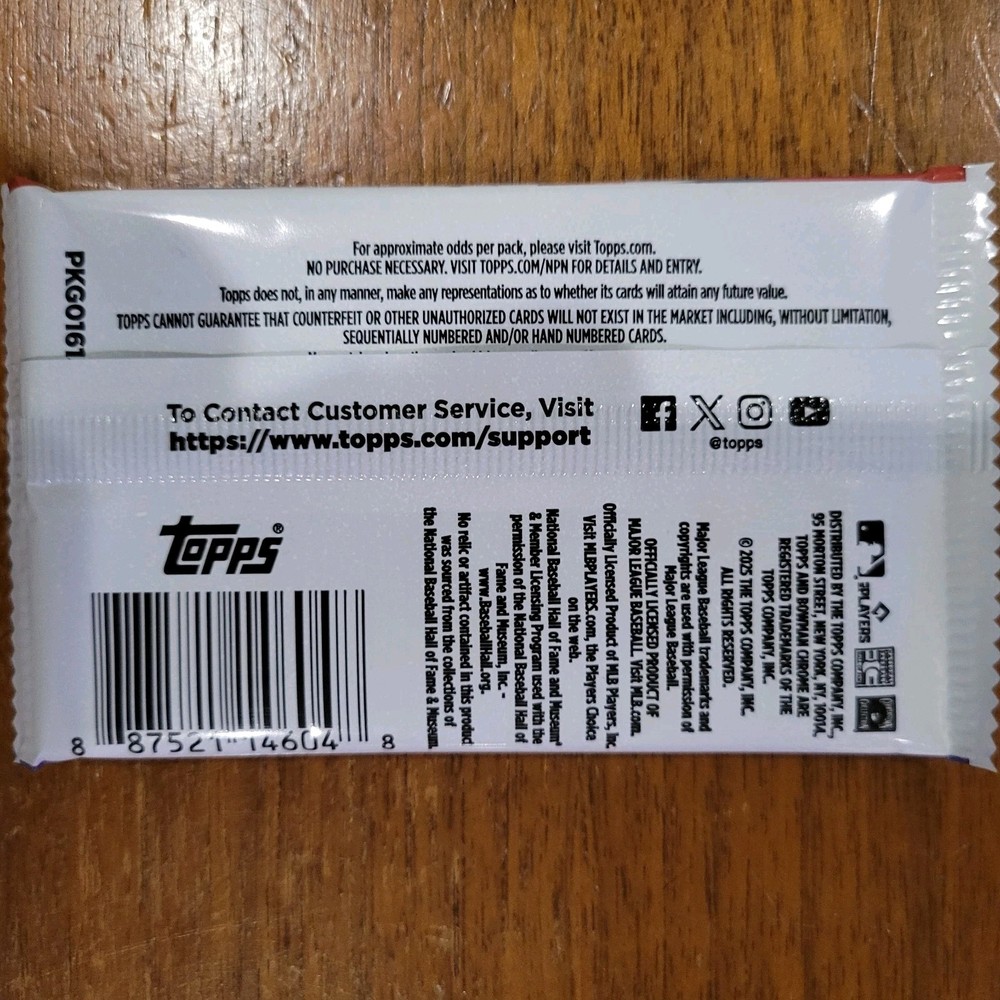 For approximate odds per pack, please visit Topps.com.
NO PURCHASE NECESSARY. VISIT TOPPS.COM/NPN FOR DETAILS AND ENTRY.
Topps does not, in any manner, make any representations as to whether its cards will attain any future value.
TOPPS CANNOT GUARANTEE THAT COUNTERFEIT OR OTHER UNAUTHORIZED CARDS WILL NOT EXIST IN THE MARKET INCLUDING, WITHOUT LIMITATION,
SEQUENTIALLY NUMBERED AND/OR HAND NUMBERED CARDS.
PKG0161
To Contact Customer Service, Visit
https://www.topps.com/support
@topps
topps®
8 87521 14604 8
PLAYERS
DISTRIBUTED BY THE TOPPS COMPANY, INC.,
95 MORTON STREET, NEW YORK, NY, 10014.
TOPPS AND BOWMAN CHROME ARE
REGISTERED TRADEMARKS OF THE
TOPPS COMPANY, INC.
© 2025 THE TOPPS COMPANY, INC.
ALL RIGHTS RESERVED.
Major League Baseball trademarks and
copyrights are used with permission of
Major League Baseball.
OFFICIALLY LICENSED PRODUCT OF
MAJOR LEAGUE BASEBALL. Visit MLB.com.
Officially Licensed Product of MLB Players, Inc.
Visit MLBPLAYERS.com, the Players Choice
on the web.
National Baseball Hall of Fame and Museum®
& Member Licensing Program used with the
permission of the National Baseball Hall of
Fame and Museum, Inc. –
www.BaseballHall.org.
No relic or artifact contained in this product
was sourced from the collections of
the National Baseball Hall of Fame & Museum.